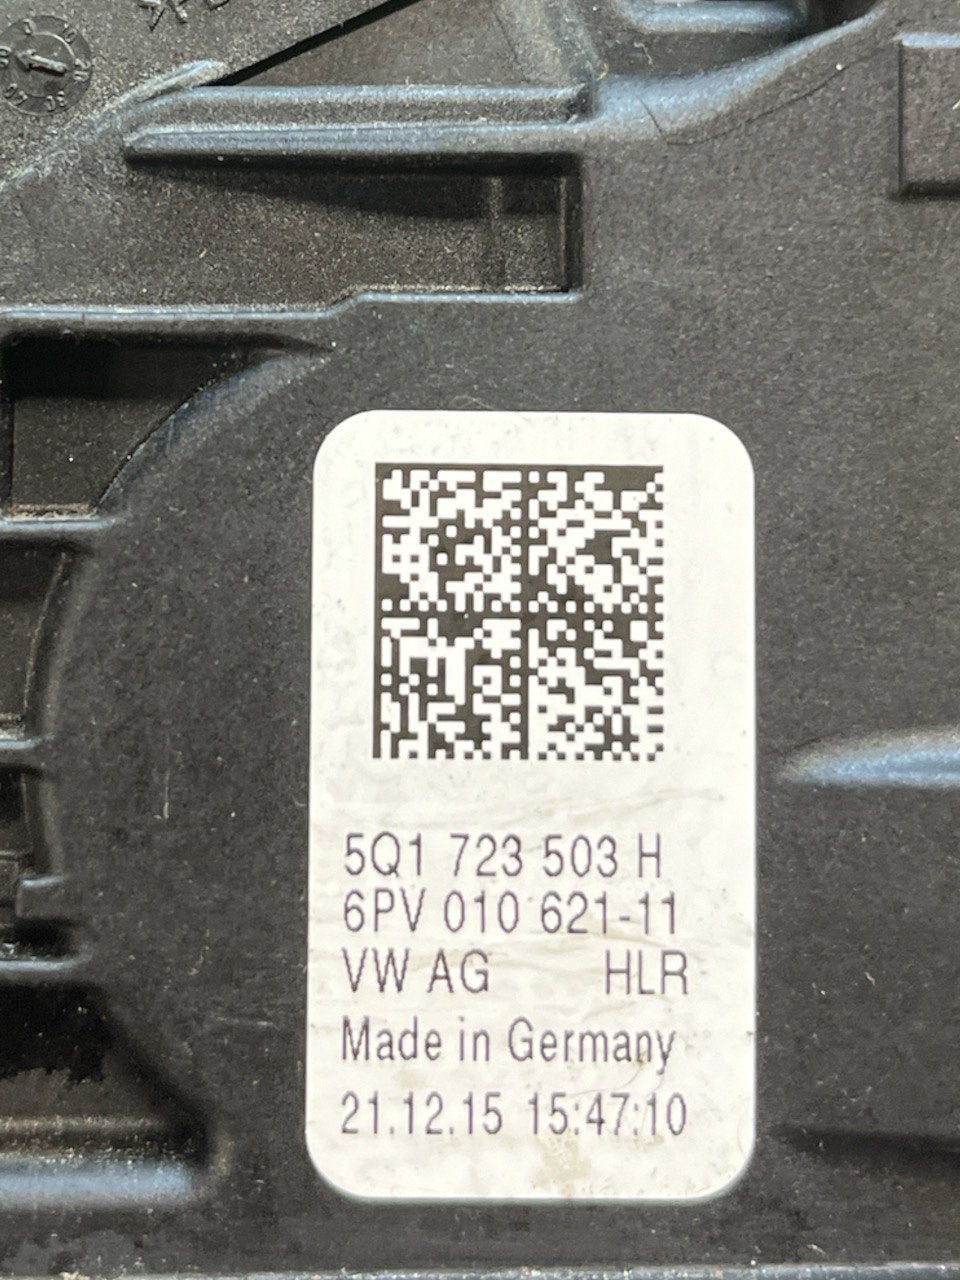 5Q1 723 503 H
6PV 010 621-11
VW AG HLR
Made in Germany
21.12.15 15:47:10